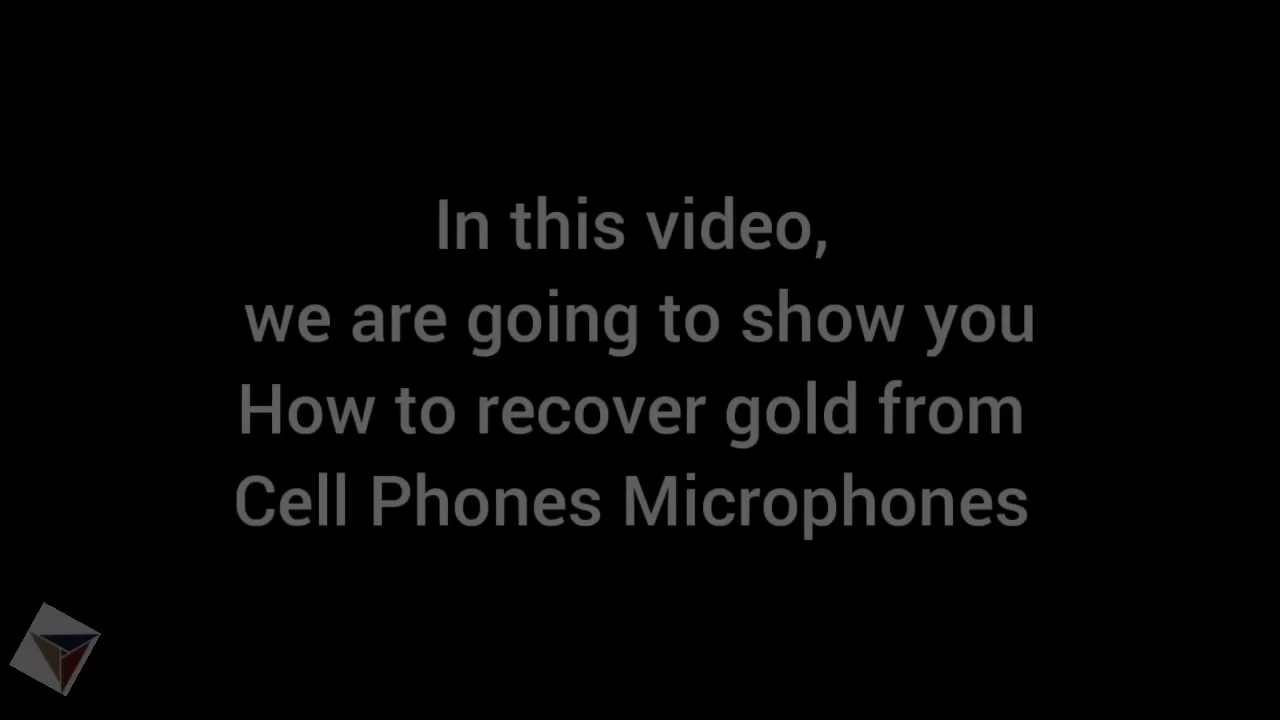 In this video,
we are going to show you
How to recover gold from
Cell Phones Microphones